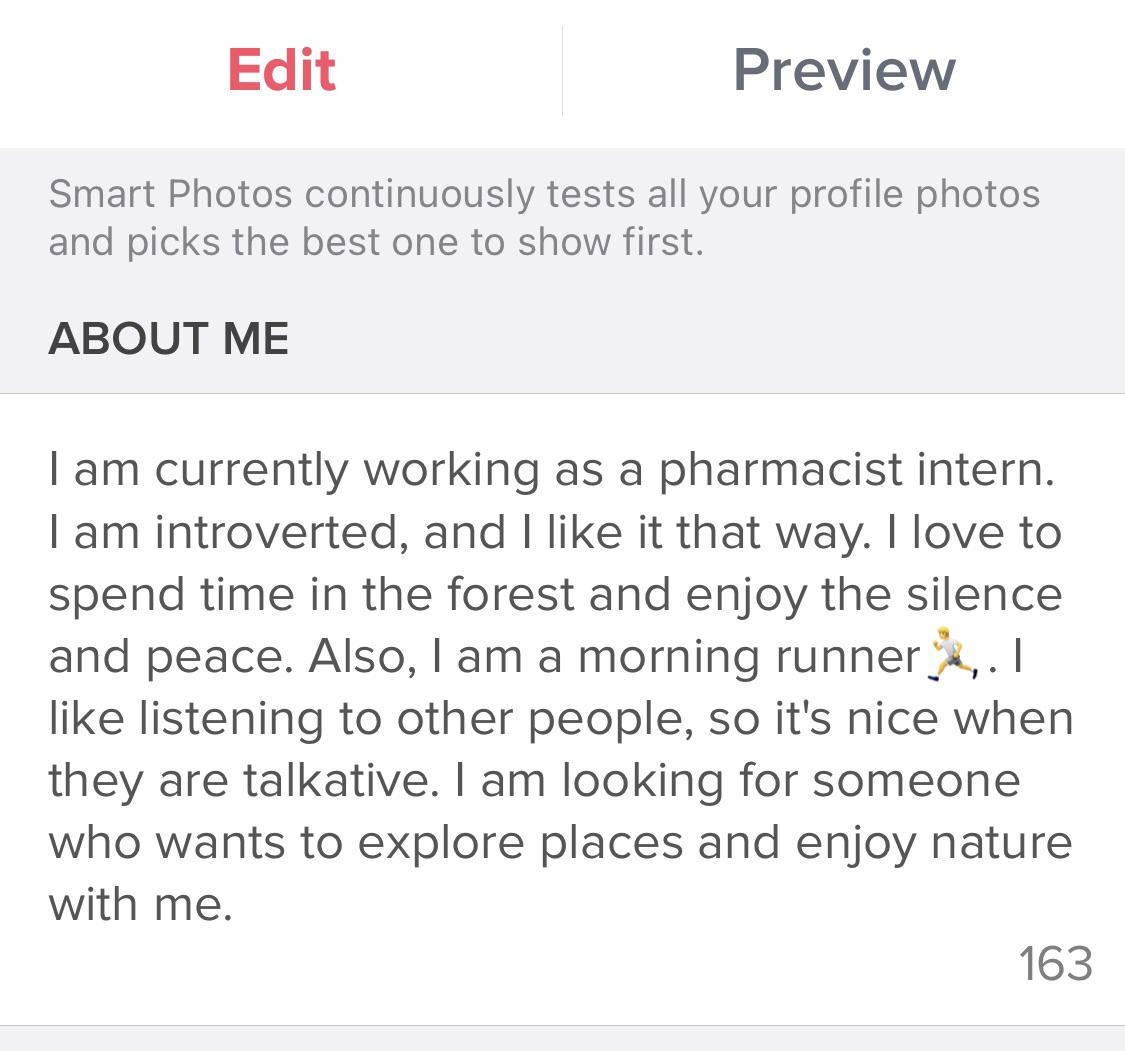 Edit
Preview
Smart Photos continuously tests all your profile photos
and picks the best one to show first.
ABOUT ME
I am currently working as a pharmacist intern.
I am introverted, and I like it that way. I love to
spend time in the forest and enjoy the silence
and peace. Also, I am a morning runner🏃. I
like listening to other people, so it's nice when
they are talkative. I am looking for someone
who wants to explore places and enjoy nature
with me.
163